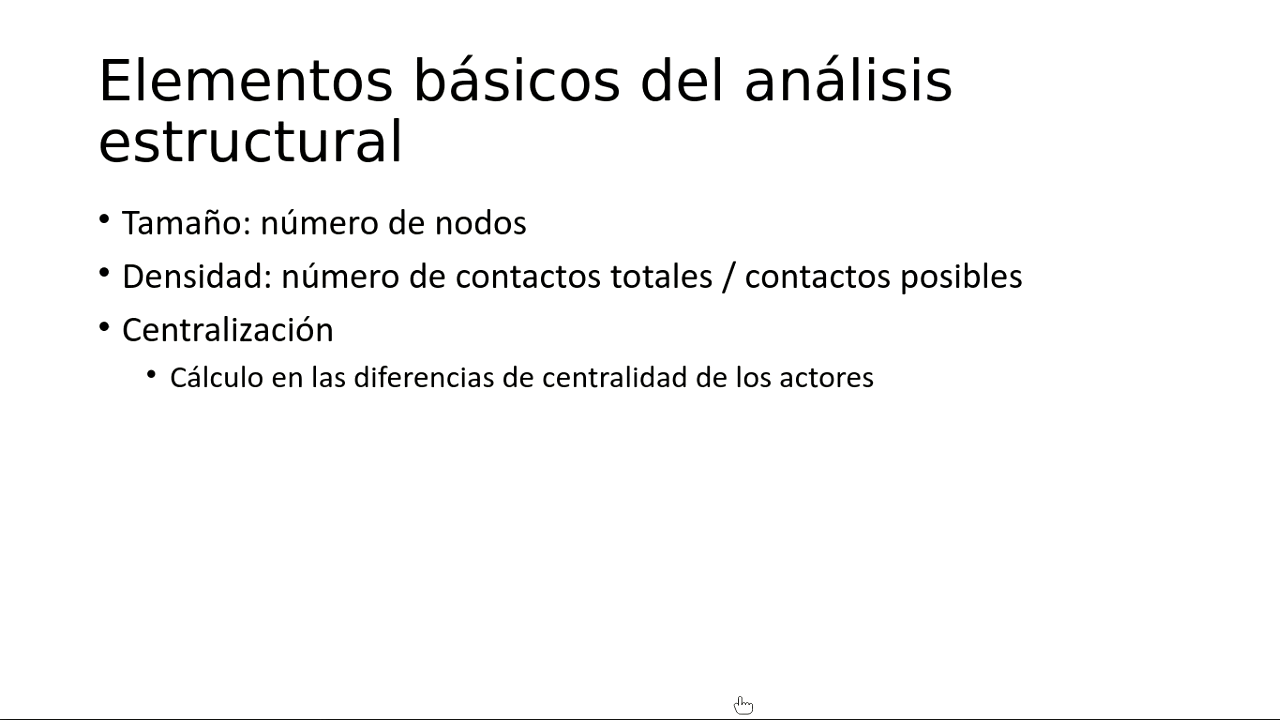 Elementos básicos del análisis
estructural
• Tamaño: número de nodos
• Densidad: número de contactos totales / contactos posibles
• Centralización
• Cálculo en las diferencias de centralidad de los actores